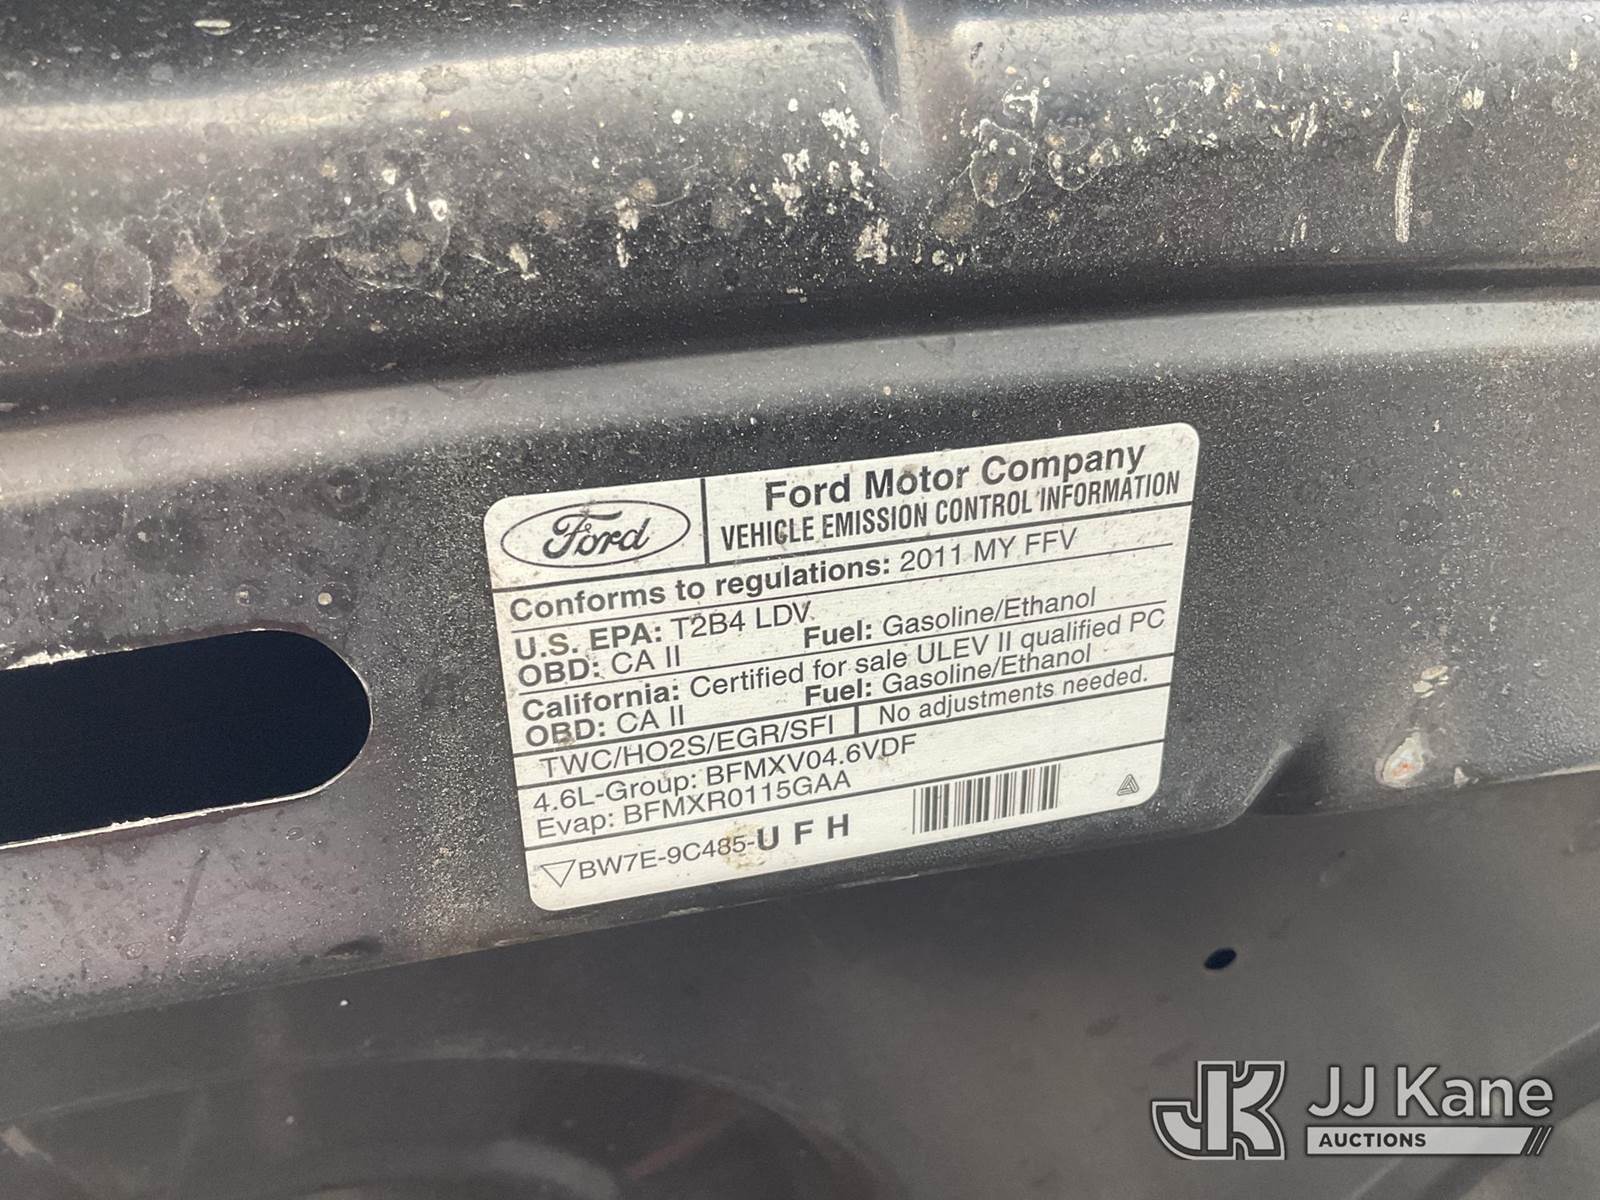 Ford
Ford Motor Company
VEHICLE EMISSION CONTROL INFORMATION
Conforms to regulations: 2011 MY FFV
U.S. EPA: T2B4 LDV
OBD: CA II Fuel: Gasoline/Ethanol
California: Certified for sale ULEV II qualified PC
OBD: CA II Fuel: Gasoline/Ethanol
TWC/HO2S/EGR/SFI No adjustments needed.
4.6L-Group: BFMXV04.6VDF
Evap: BFMXR0115GAA
BW7E-9C485-U F H
JK JJ Kane
AUCTIONS